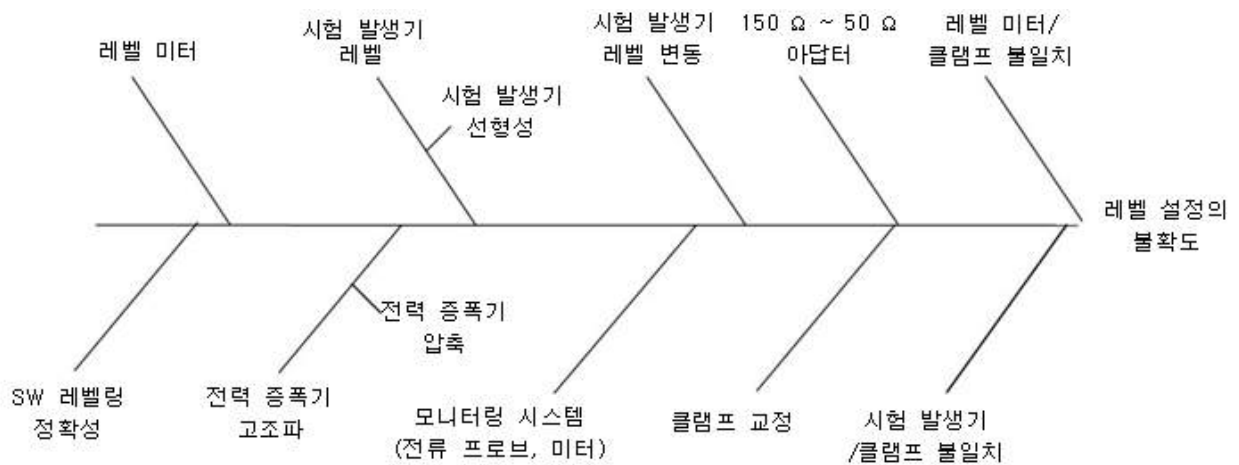 레벨 미터
시험 발생기
레벨
시험 발생기
선형성
시험 발생기
레벨 변동
150 Ω ~ 50 Ω
아답터
레벨 미터/
클램프 불일치
레벨 설정의
불확도
SW 레벨링
정확성
전력 증폭기
고조파
전력 증폭기
압축
모니터링 시스템
(전류 프로브, 미터)
클램프 교정
시험 발생기
/클램프 불일치